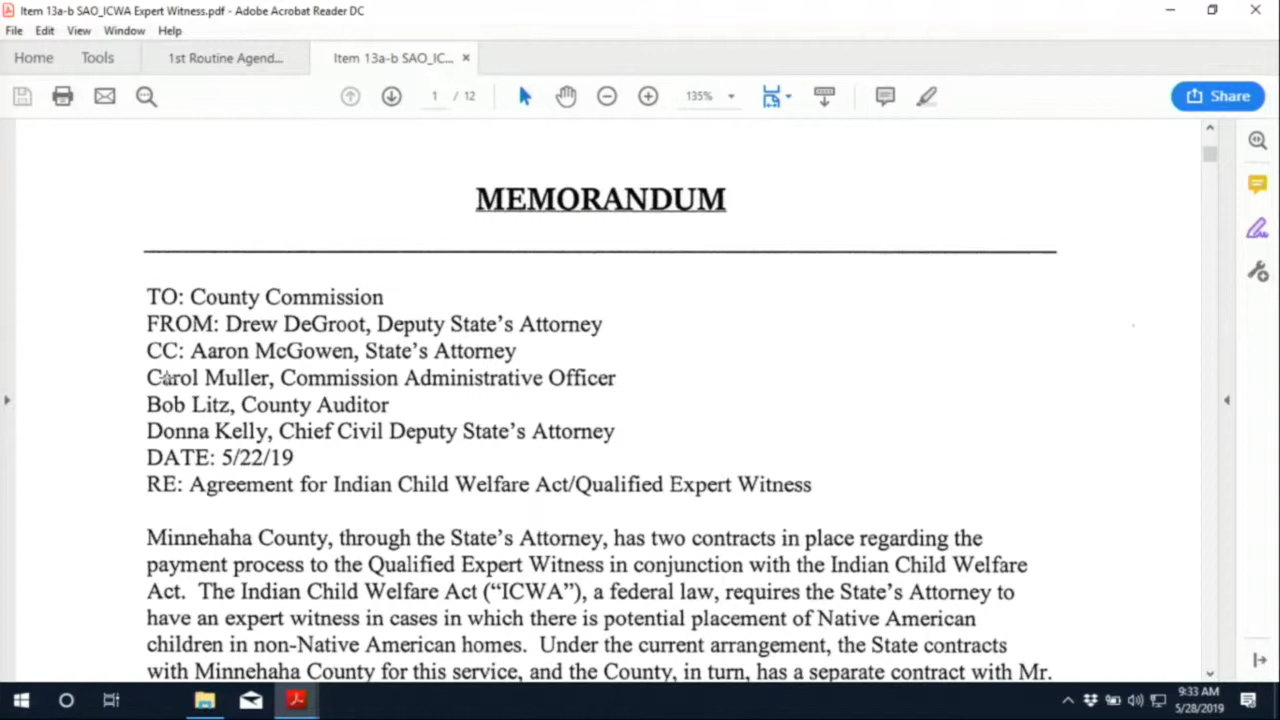 Item 13a-b SAO_ICWA Expert Witness.pdf - Adobe Acrobat Reader DC
File Edit View Window Help
Home Tools 1st Routine Agend... Item 13a-b SAO_IC... ×
1 / 12 135% Share
MEMORANDUM
TO: County Commission
FROM: Drew DeGroot, Deputy State’s Attorney
CC: Aaron McGowen, State’s Attorney
Carol Muller, Commission Administrative Officer
Bob Litz, County Auditor
Donna Kelly, Chief Civil Deputy State’s Attorney
DATE: 5/22/19
RE: Agreement for Indian Child Welfare Act/Qualified Expert Witness
Minnehaha County, through the State’s Attorney, has two contracts in place regarding the
payment process to the Qualified Expert Witness in conjunction with the Indian Child Welfare
Act. The Indian Child Welfare Act (“ICWA”), a federal law, requires the State’s Attorney to
have an expert witness in cases in which there is potential placement of Native American
children in non-Native American homes. Under the current arrangement, the State contracts
with Minnehaha County for this service, and the County, in turn, has a separate contract with Mr.
9:33 AM
5/28/2019